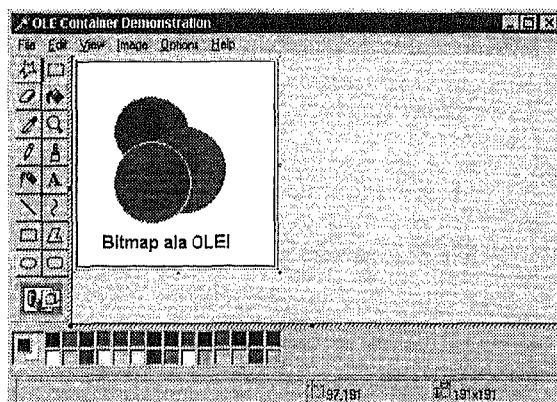 OLE Container Demonstration
File Edit View Image Options Help
A
Bitmap ala OLE!
97,191
191x191